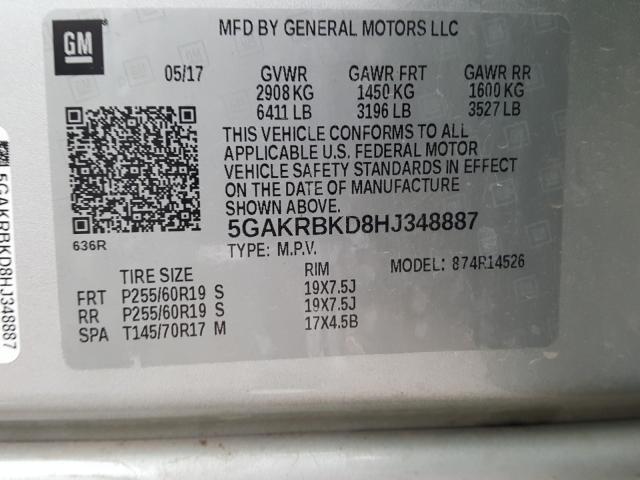 GM
MFD BY GENERAL MOTORS LLC
05/17 GVWR GAWR FRT GAWR RR
2908 KG 1450 KG 1600 KG
6411 LB 3196 LB 3527 LB
THIS VEHICLE CONFORMS TO ALL
APPLICABLE U.S. FEDERAL MOTOR
VEHICLE SAFETY STANDARDS IN EFFECT
ON THE DATE OF MANUFACTURE
SHOWN ABOVE.
5GAKRBKD8HJ348887
636R
TYPE: M.P.V. MODEL: 874R14526
TIRE SIZE RIM
FRT P255/60R19 S 19X7.5J
RR P255/60R19 S 19X7.5J
SPA T145/70R17 M 17X4.5B
5GAKRBKD8HJ348887